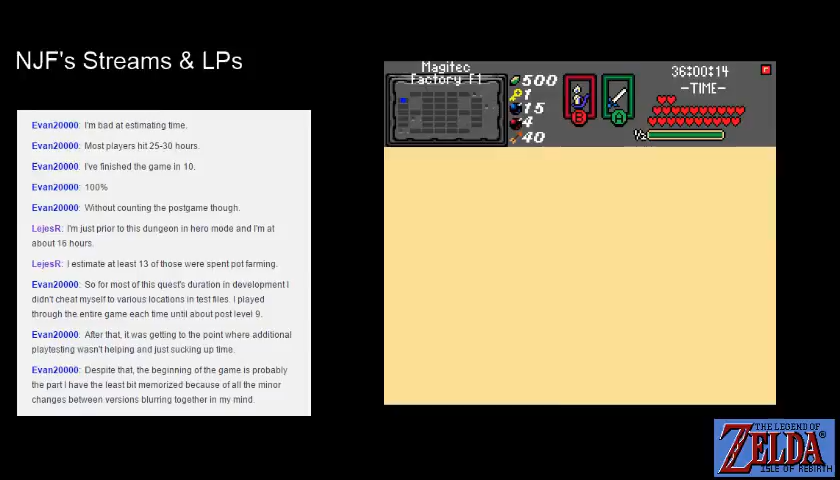 NJF's Streams & LPs
Evan20000: I'm bad at estimating time.
Evan20000: Most players hit 25-30 hours.
Evan20000: I've finished the game in 10.
Evan20000: 100%
Evan20000: Without counting the postgame though.
LejesR: I'm just prior to this dungeon in hero mode and I'm at
about 16 hours.
LejesR: I estimate at least 13 of those were spent pot farming.
Evan20000: So for most of this quest's duration in development I
didn't cheat myself to various locations in test files. I played
through the entire game each time until about post level 9.
Evan20000: After that, it was getting to the point where additional
playtesting wasn't helping and just sucking up time.
Evan20000: Despite that, the beginning of the game is probably
the part I have the least bit memorized because of all the minor
changes between versions blurring together in my mind.
Magitec
Factory F1
500
1
15
4
40
B
A
36:00:14
-TIME-
1/2
THE LEGEND OF
ZELDA®
ISLE OF REBIRTH